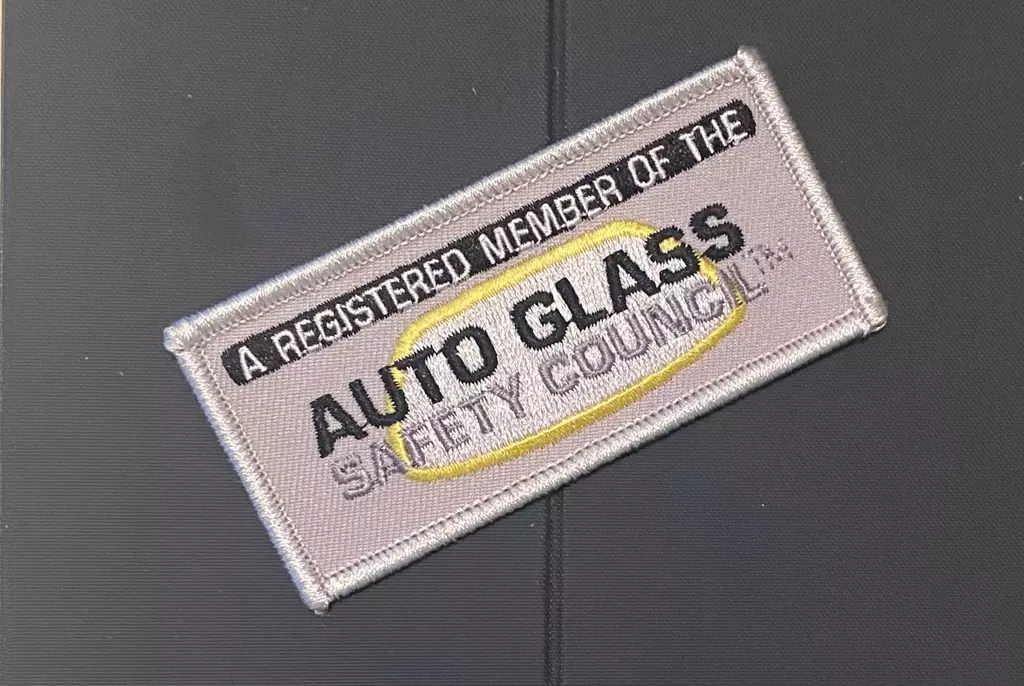 A REGISTERED MEMBER OF THE
AUTO GLASS
SAFETY COUNCIL™